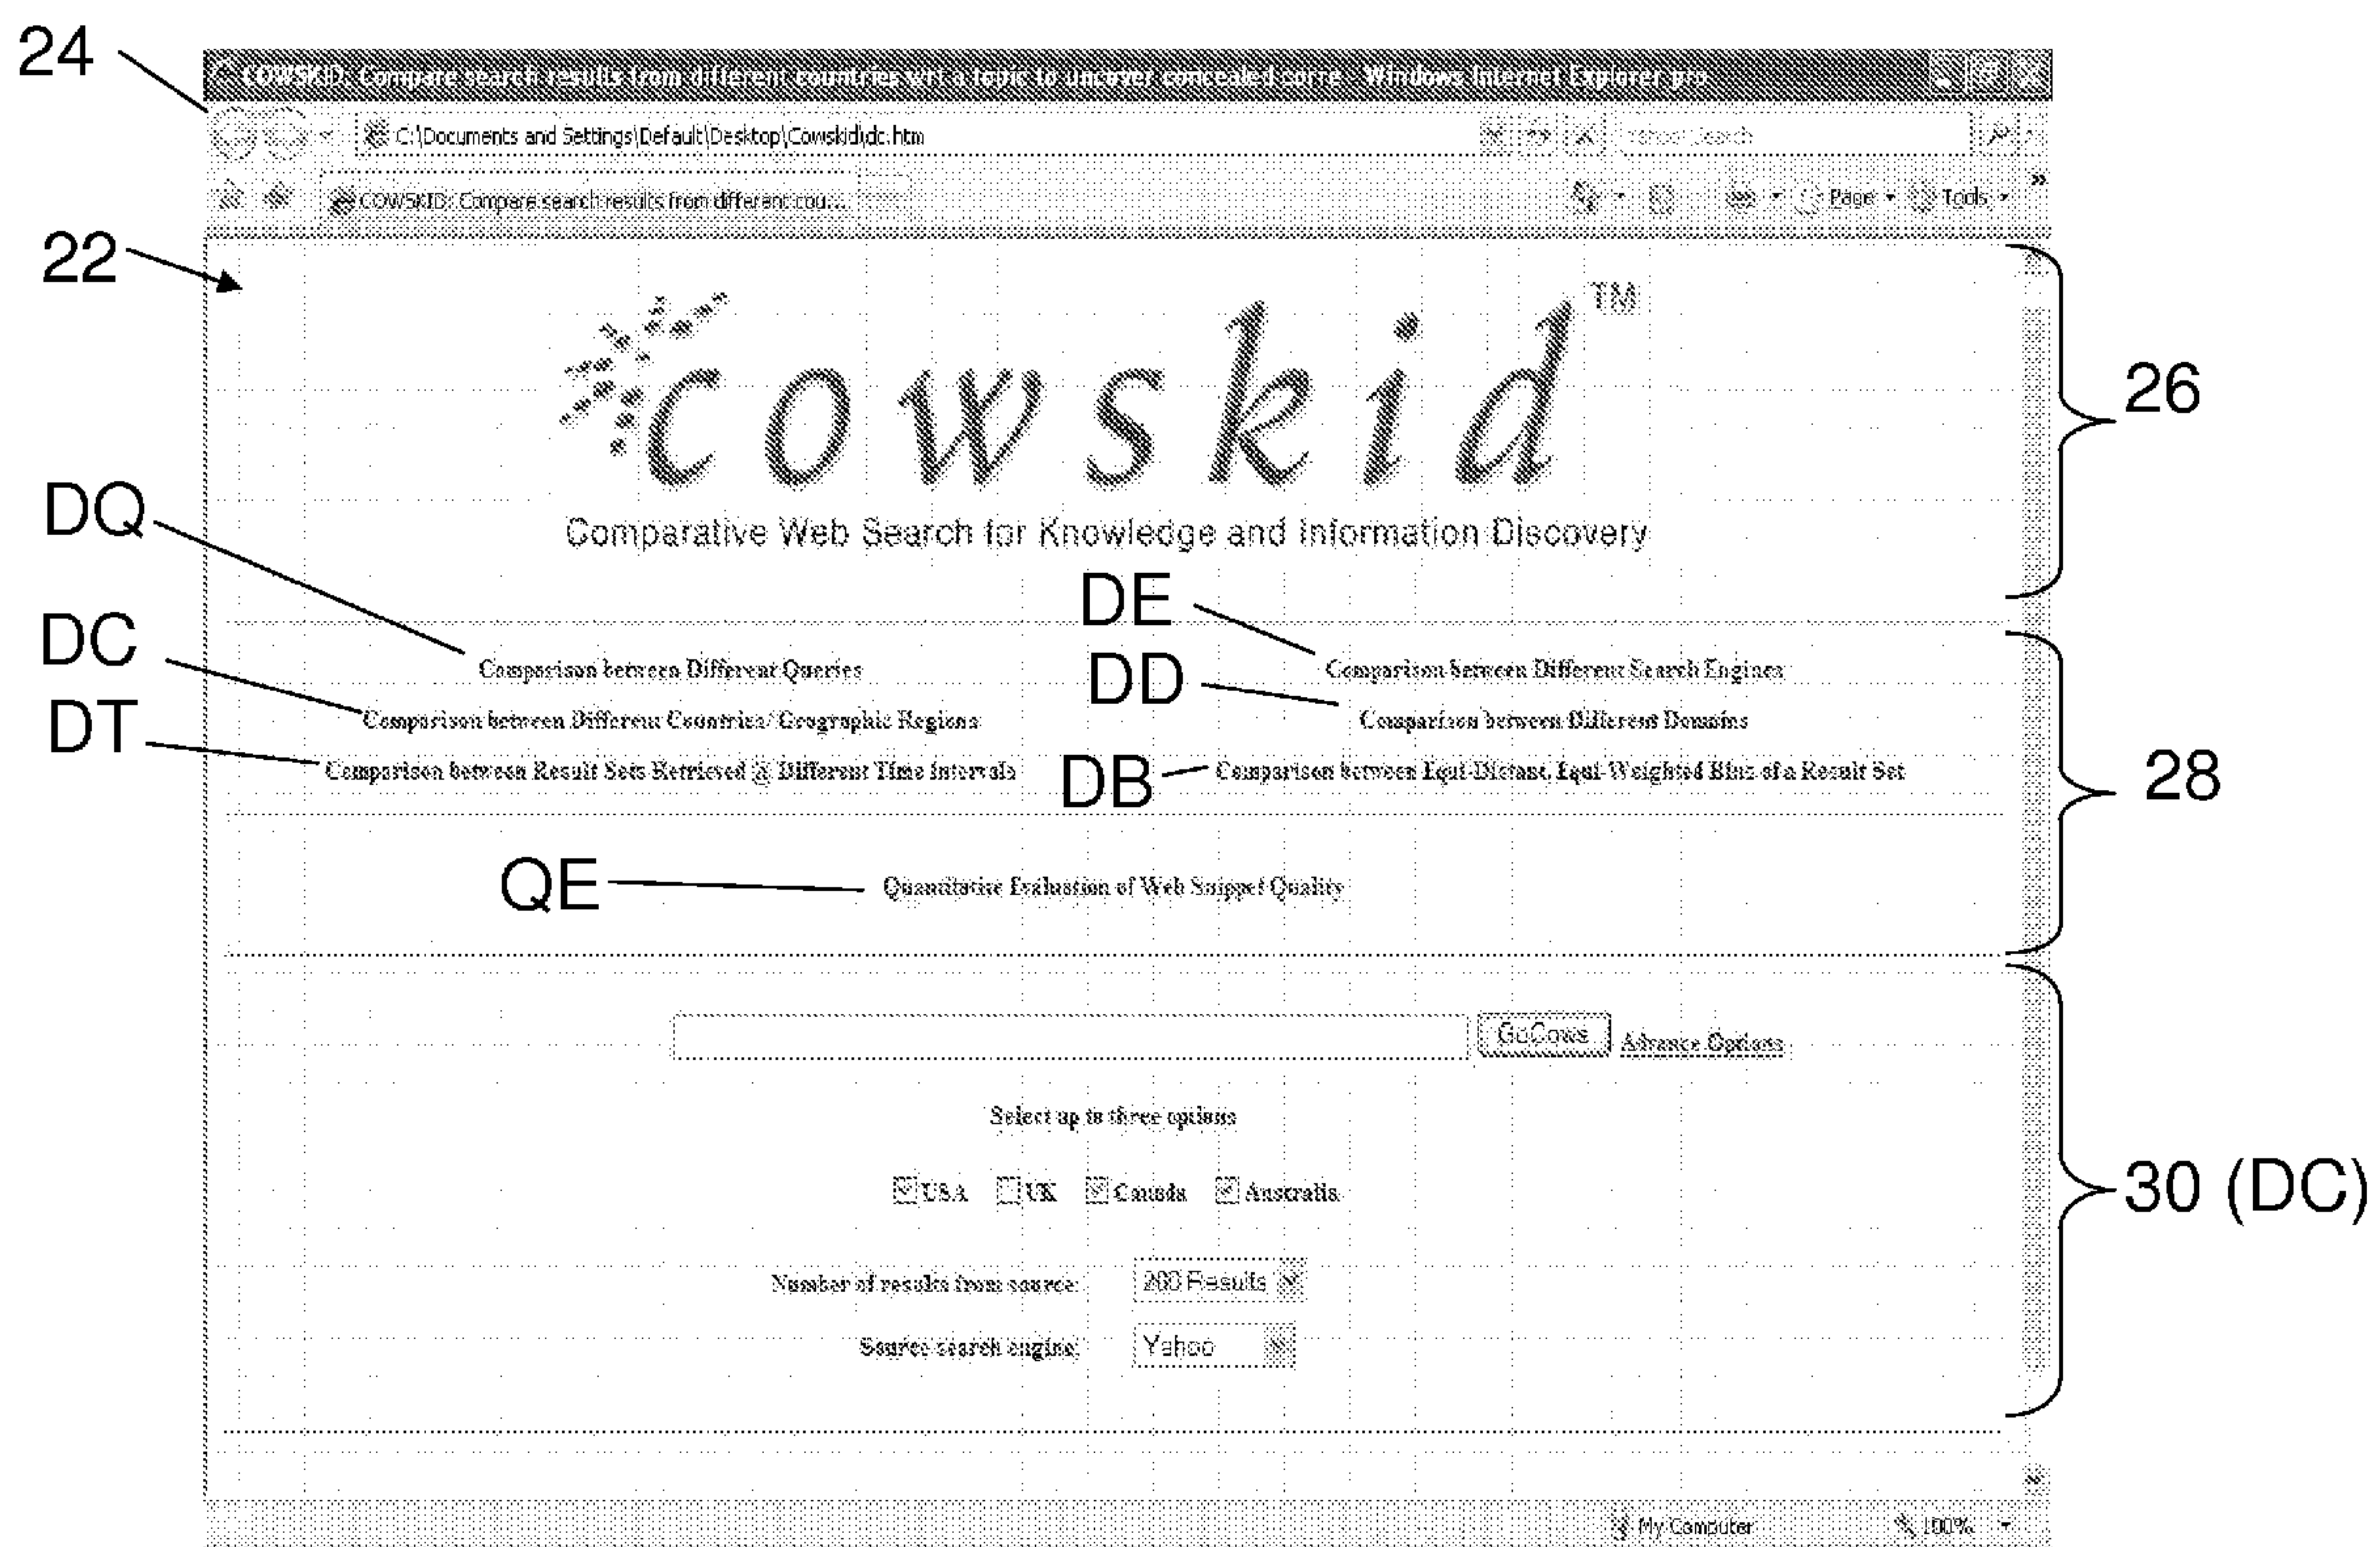 24
COWSKID: Compare search results from different countries wrt a topic to uncover concealed corre - Windows Internet Explorer pro
C:\Documents and Settings\Default\Desktop\Cowskid\dc.htm
Yahoo! Search
COWSKID: Compare search results from different cou...
Page
Tools
»
22
cowskid TM
26
Comparative Web Search for Knowledge and Information Discovery
DQ
DE
Comparison between Different Queries
Comparison between Different Search Engines
DC
DD
Comparison between Different Countries/ Geographic Regions
Comparison between Different Domains
DT
DB
Comparison between Result Sets Retrieved @ Different Time Intervals
Comparison between Equi-Distant, Equi-Weighted Bins of a Result Set
28
QE
Quantitative Evaluation of Web Snippet Quality
GoCows
Advance Options
Select up to three options
USA UK Canada Australia
30 (DC)
Number of results from source: 200 Results
Source search engine: Yahoo
My Computer
100%